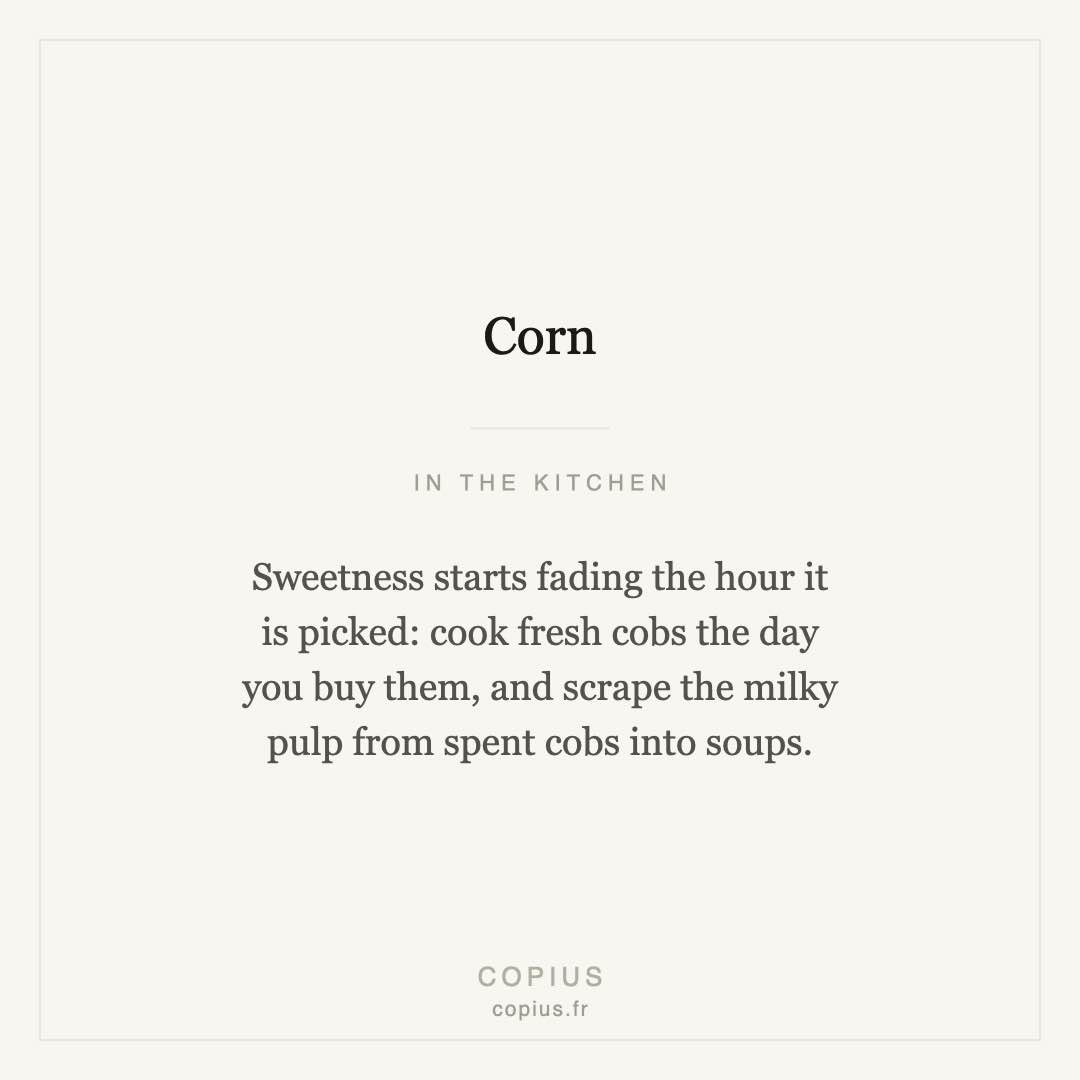 Corn
IN THE KITCHEN
Sweetness starts fading the hour it
is picked: cook fresh cobs the day
you buy them, and scrape the milky
pulp from spent cobs into soups.
COPIUS
copius.fr